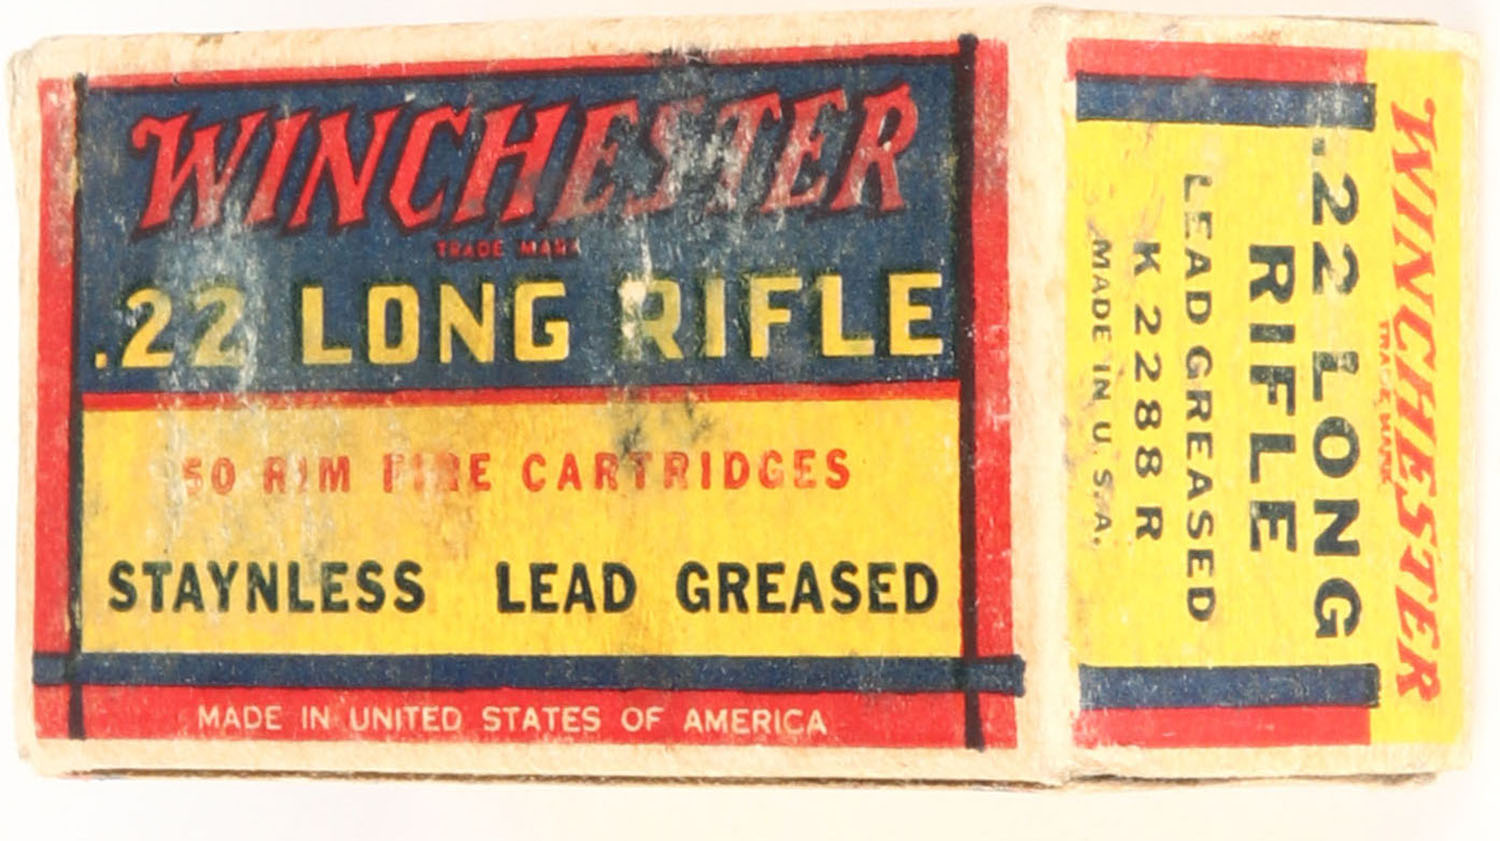 WINCHESTER
TRADE MARK
.22 LONG RIFLE
50 RIM FIRE CARTRIDGES
STAYNLESS LEAD GREASED
MADE IN UNITED STATES OF AMERICA
WINCHESTER
TRADE MARK
.22 LONG
RIFLE
LEAD GREASED
K2288R
MADE IN U.S.A.